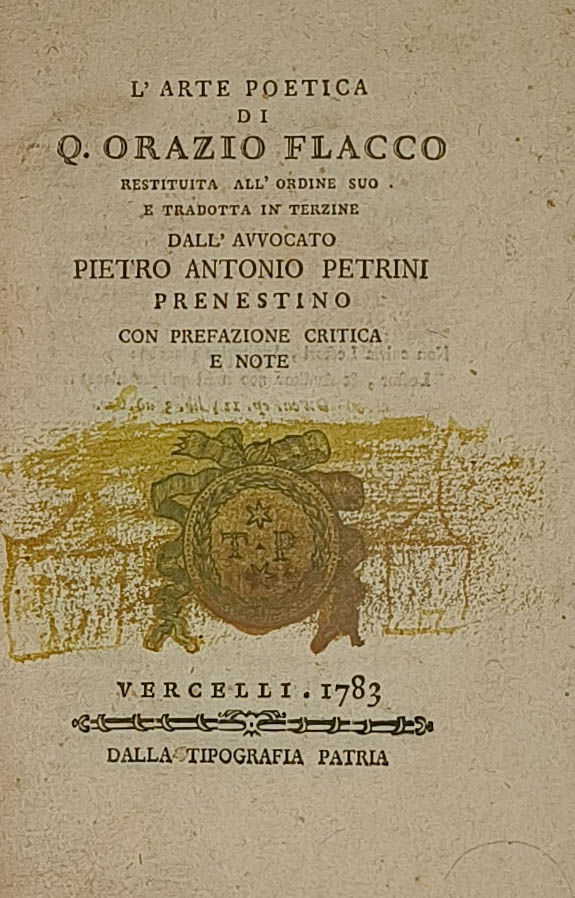 L' ARTE POETICA
DI
Q. ORAZIO FLACCO
RESTITUITA ALL' ORDINE SUO .
E TRADOTTA IN TERZINE
DALL' AVVOCATO
PIETRO ANTONIO PETRINI
PRENESTINO
CON PREFAZIONE CRITICA
E NOTE
T . P
VERCELLI . 1783
DALLA TIPOGRAFIA PATRIA